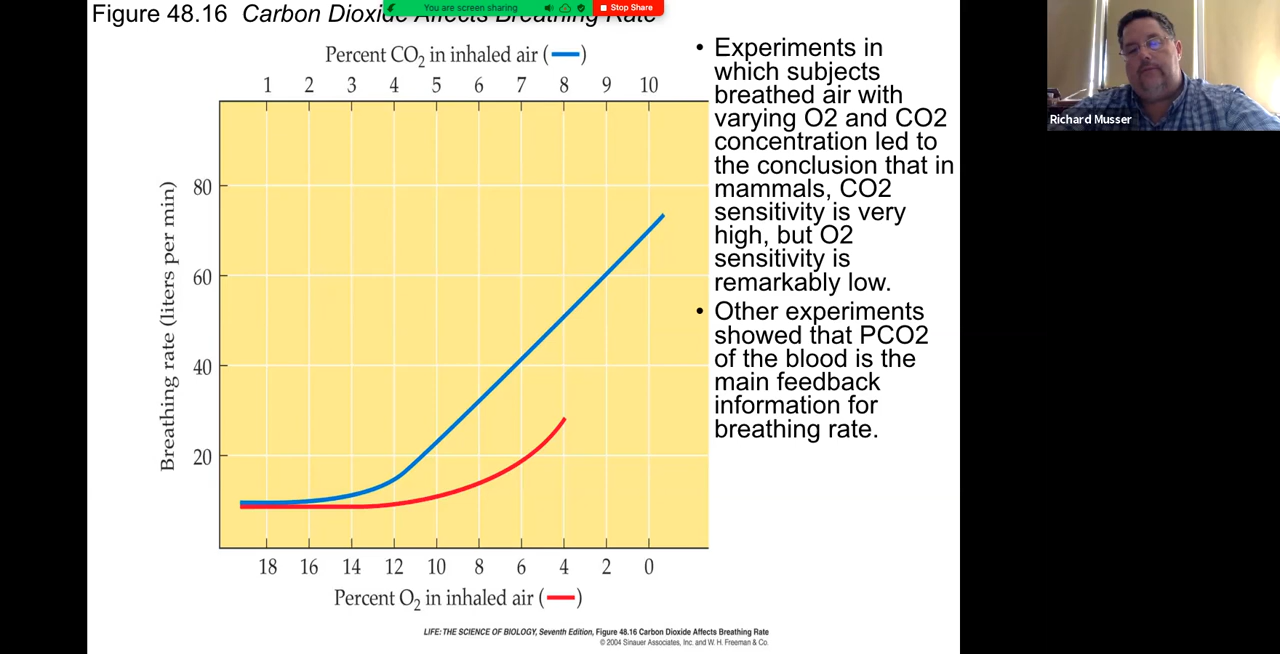 Figure 48.16 Carbon Dioxide Affects Breathing Rate
You are screen sharing
Stop Share
Percent CO2 in inhaled air ( )
1 2 3 4 5 6 7 8 9 10
Breathing rate (liters per min)
80
60
40
20
18 16 14 12 10 8 6 4 2 0
Percent O2 in inhaled air ( )
• Experiments in
which subjects
breathed air with
varying O2 and CO2
concentration led to
the conclusion that in
mammals, CO2
sensitivity is very
high, but O2
sensitivity is
remarkably low.
• Other experiments
showed that PCO2
of the blood is the
main feedback
information for
breathing rate.
LIFE: THE SCIENCE OF BIOLOGY, Seventh Edition, Figure 48.16 Carbon Dioxide Affects Breathing Rate
© 2004 Sinauer Associates, Inc. and W. H. Freeman & Co.
Richard Musser